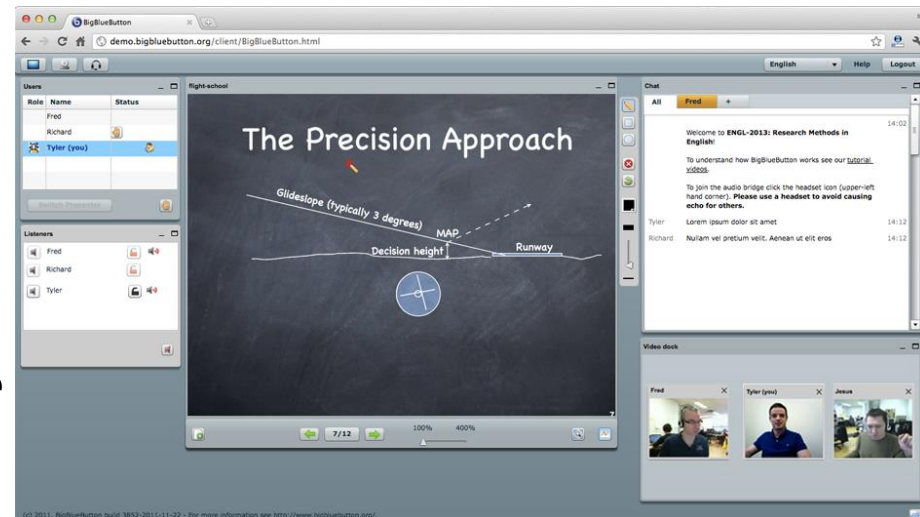 BigBlueButton
demo.bigbluebutton.org/client/BigBlueButton.html
English
Help
Logout
Users
Role Name Status
Fred
Richard
Tyler (you)
Switch Presenter
Listeners
Fred
Richard
Tyler
flight-school
The Precision Approach
Glideslope (typically 3 degrees)
MAP
Decision height
Runway
7
7/12
100%
400%
Chat
All
Fred
+
14:02
Welcome to ENGL-2013: Research Methods in
English!
To understand how BigBlueButton works see our tutorial
videos.
To join the audio bridge click the headset icon (upper-left
hand corner). Please use a headset to avoid causing
echo for others.
Tyler Lorem ipsum dolor sit amet 14:12
Richard Nullam vel pretium velit. Aenean ut elit eros 14:12
Video dock
Fred
Tyler (you)
Jesus
(c) 2011, BigBlueButton build 3852-2011-11-22 - For more information see http://www.bigbluebutton.org/.